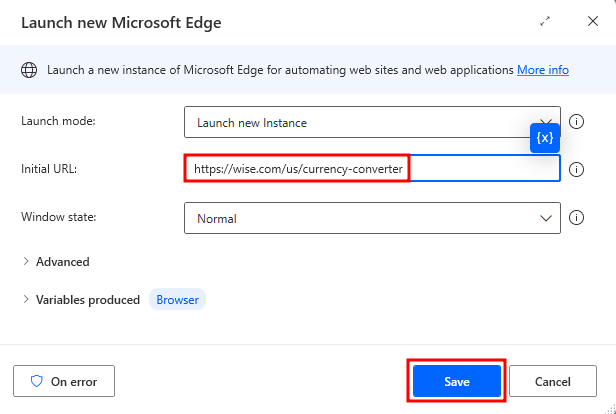 Launch new Microsoft Edge
Launch a new instance of Microsoft Edge for automating web sites and web applications More info
Launch mode:
Launch new Instance
{x}
Initial URL:
https://wise.com/us/currency-converter
Window state:
Normal
Advanced
Variables produced Browser
On error
Save
Cancel